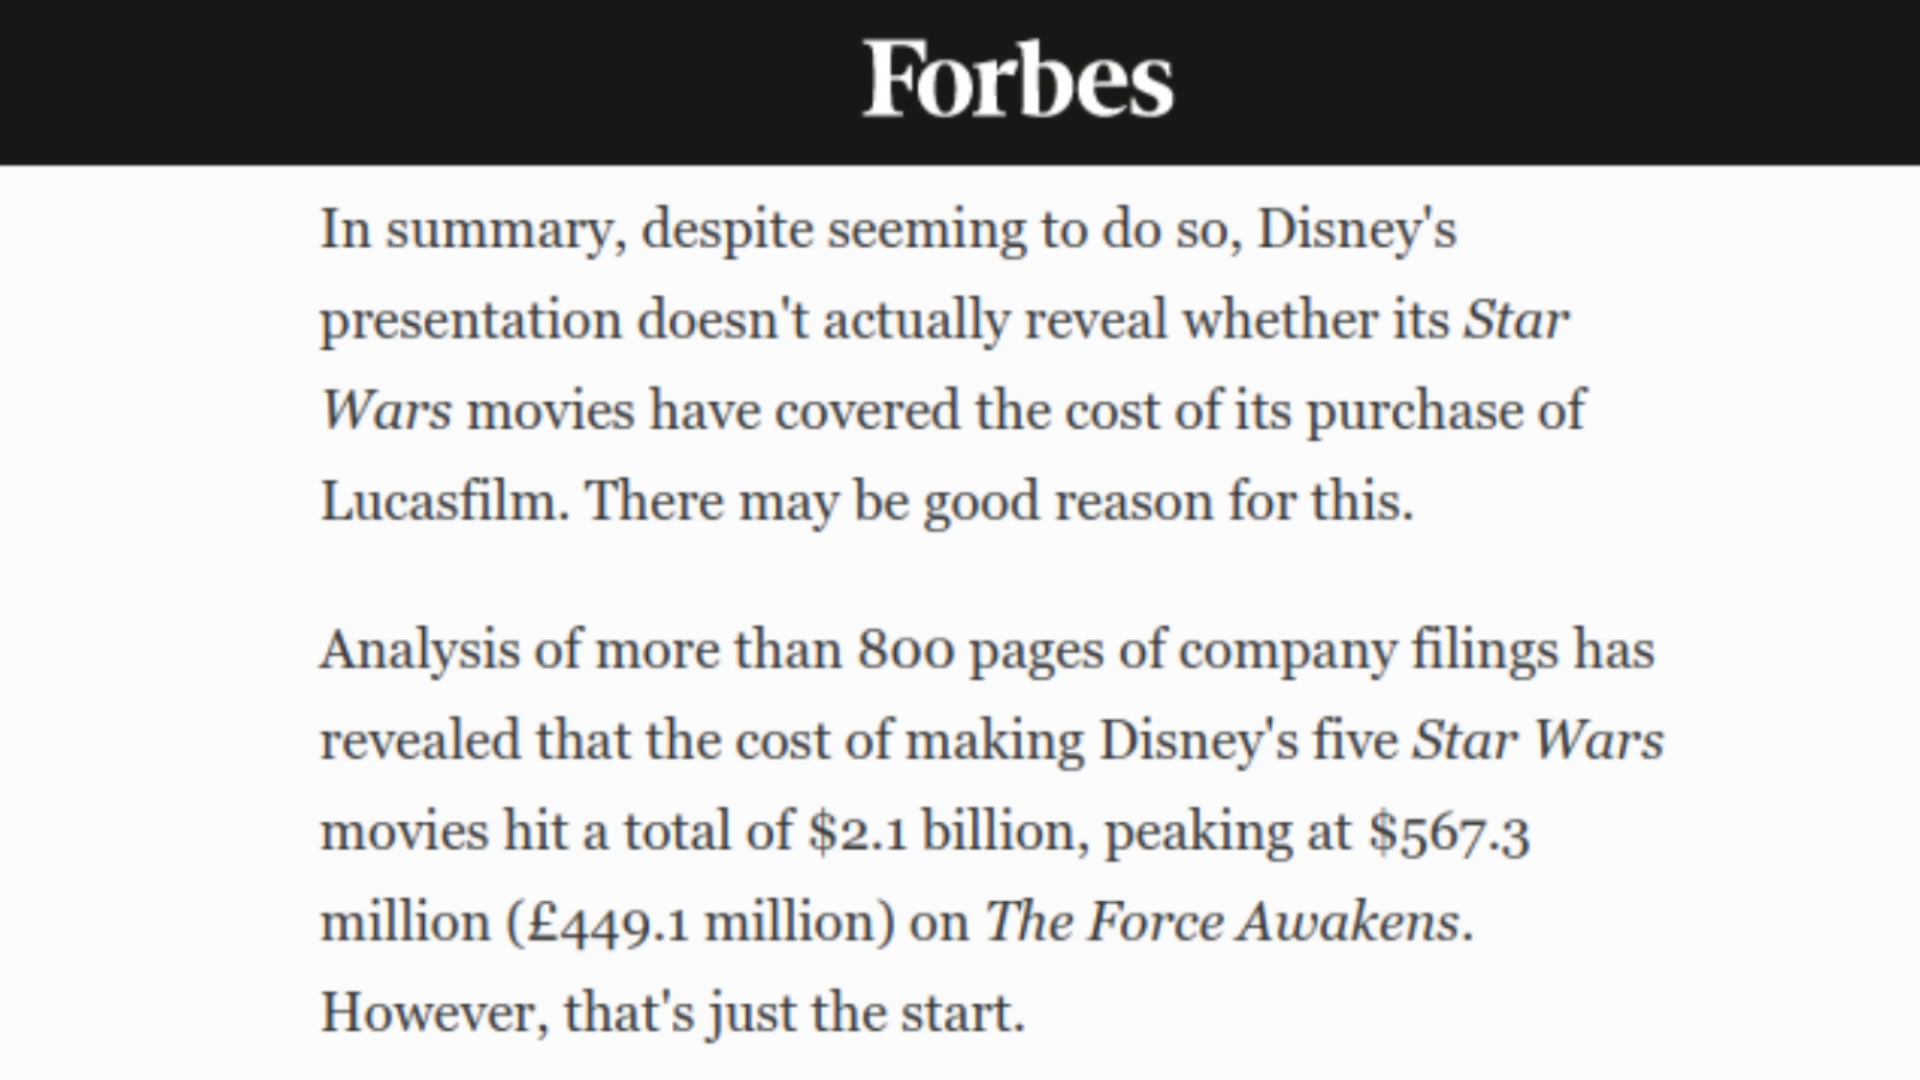 Forbes
In summary, despite seeming to do so, Disney's
presentation doesn't actually reveal whether its Star
Wars movies have covered the cost of its purchase of
Lucasfilm. There may be good reason for this.
Analysis of more than 800 pages of company filings has
revealed that the cost of making Disney's five Star Wars
movies hit a total of $2.1 billion, peaking at $567.3
million (£449.1 million) on The Force Awakens.
However, that's just the start.